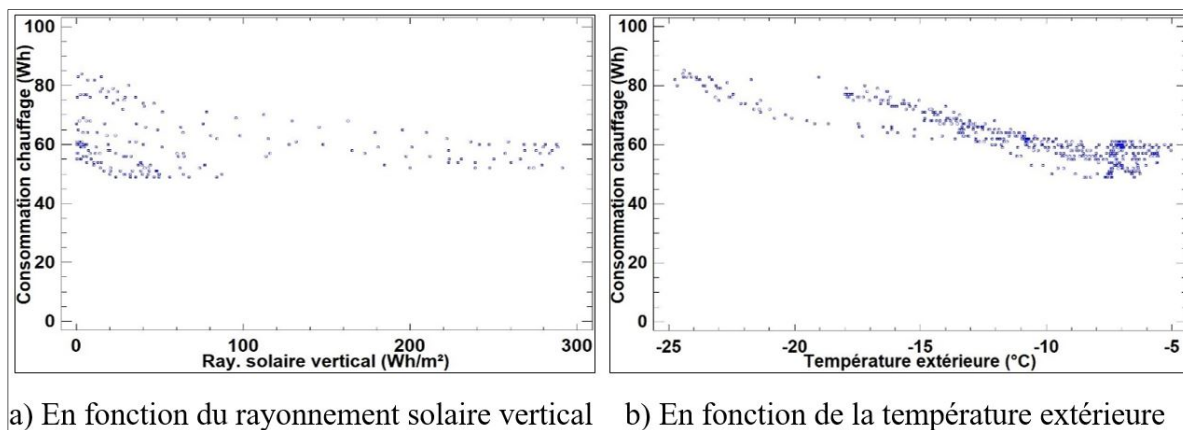 100
80
60
40
20
0
Consommation chauffage (Wh)
0 100 200 300
Ray. solaire vertical (Wh/m²)
100
80
60
40
20
0
Consommation chauffage (Wh)
-25 -20 -15 -10 -5
Température extérieure (°C)
a) En fonction du rayonnement solaire vertical
b) En fonction de la température extérieure